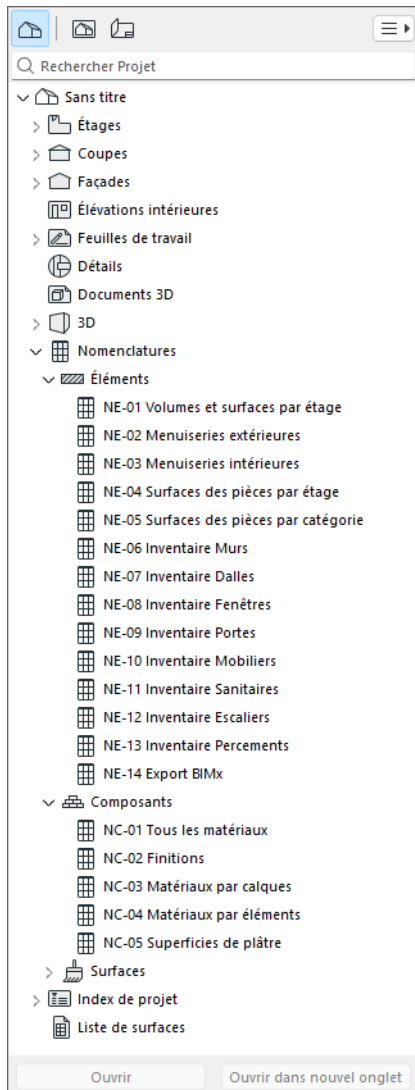 Rechercher Projet
Sans titre
Étages
Coupes
Façades
Élévations intérieures
Feuilles de travail
Détails
Documents 3D
3D
Nomenclatures
Éléments
NE-01 Volumes et surfaces par étage
NE-02 Menuiseries extérieures
NE-03 Menuiseries intérieures
NE-04 Surfaces des pièces par étage
NE-05 Surfaces des pièces par catégorie
NE-06 Inventaire Murs
NE-07 Inventaire Dalles
NE-08 Inventaire Fenêtres
NE-09 Inventaire Portes
NE-10 Inventaire Mobiliers
NE-11 Inventaire Sanitaires
NE-12 Inventaire Escaliers
NE-13 Inventaire Percements
NE-14 Export BIMx
Composants
NC-01 Tous les matériaux
NC-02 Finitions
NC-03 Matériaux par calques
NC-04 Matériaux par éléments
NC-05 Superficies de plâtre
Surfaces
Index de projet
Liste de surfaces
Ouvrir Ouvrir dans nouvel onglet